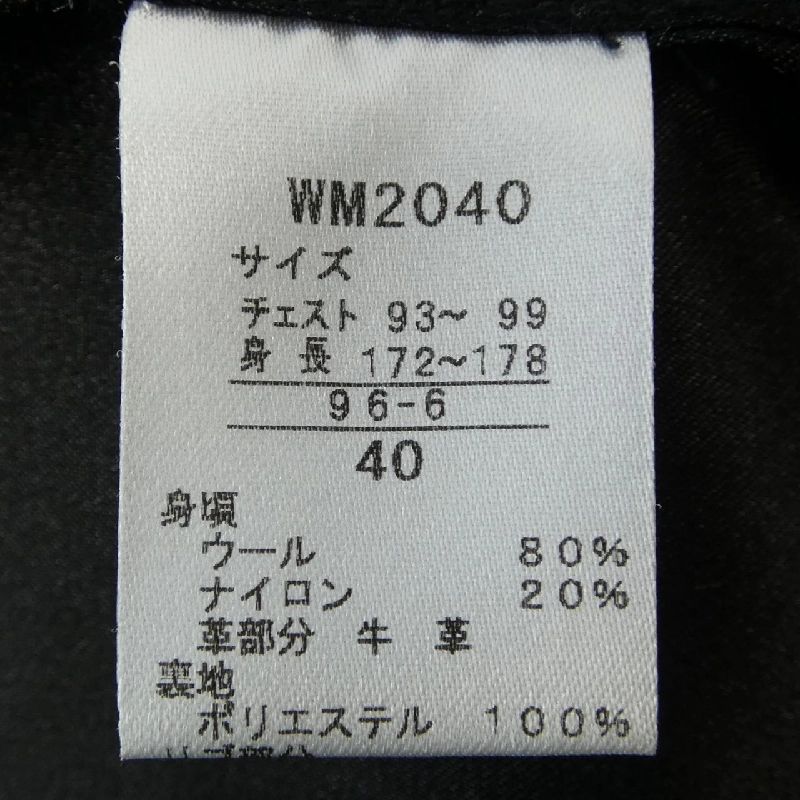 WM2040
サイズ
チェスト 93〜 99
身 長 172〜178
96-6
40
身頃
ウール 80%
ナイロン 20%
革部分 牛 革
裏地
ポリエステル 100%